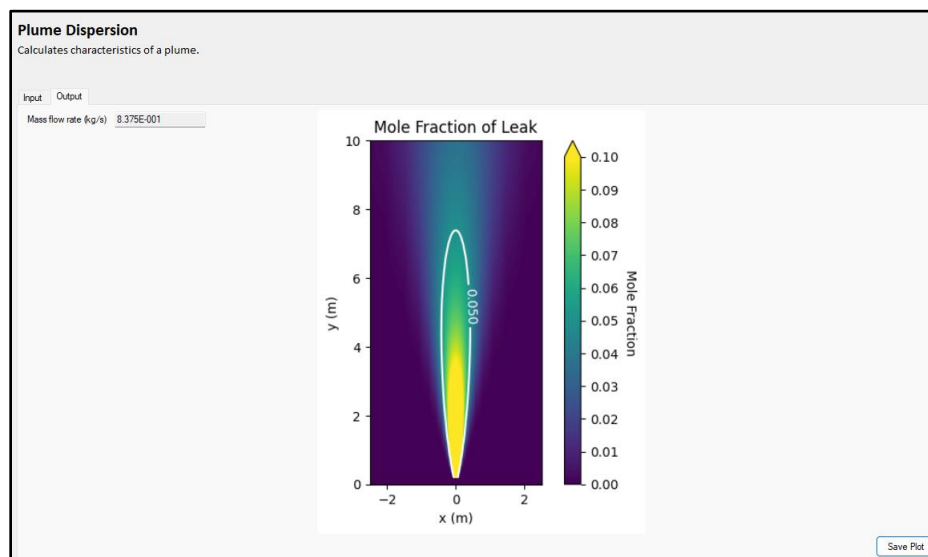 Plume Dispersion
Calculates characteristics of a plume.
Input Output
Mass flow rate (kg/s) 8.375E-001
Mole Fraction of Leak
10
8
6
4
2
0
y (m)
−2 0 2
x (m)
0.050
0.10
0.09
0.08
0.07
0.06
0.05
0.04
0.03
0.02
0.01
0.00
Mole Fraction
Save Plot